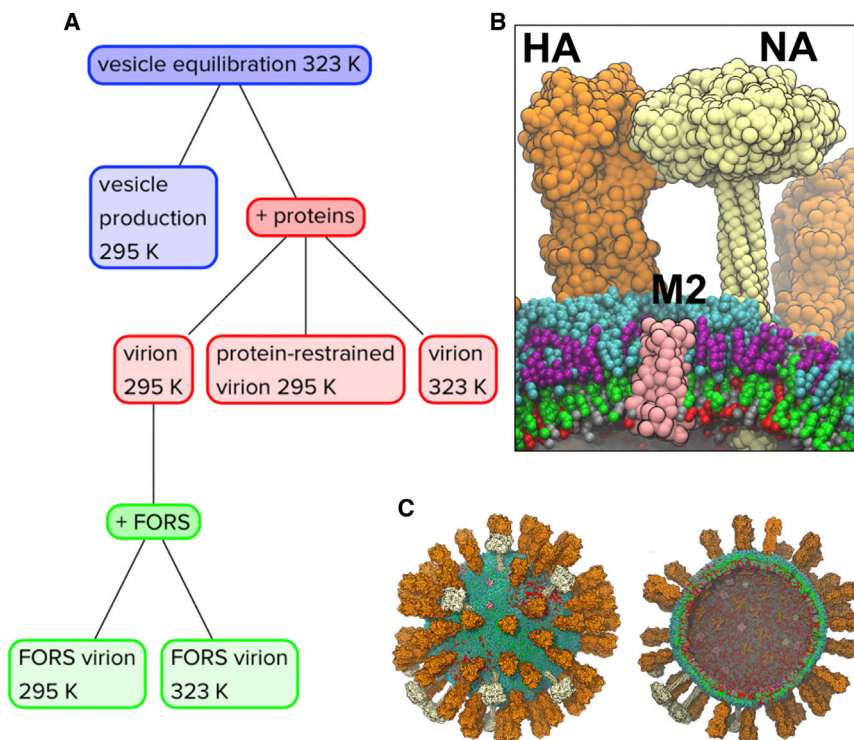 A
vesicle equilibration 323 K
vesicle
production
295 K
+ proteins
virion
295 K
protein-restrained
virion 295 K
virion
323 K
+ FORS
FORS virion
295 K
FORS virion
323 K
B
HA
NA
M2
C